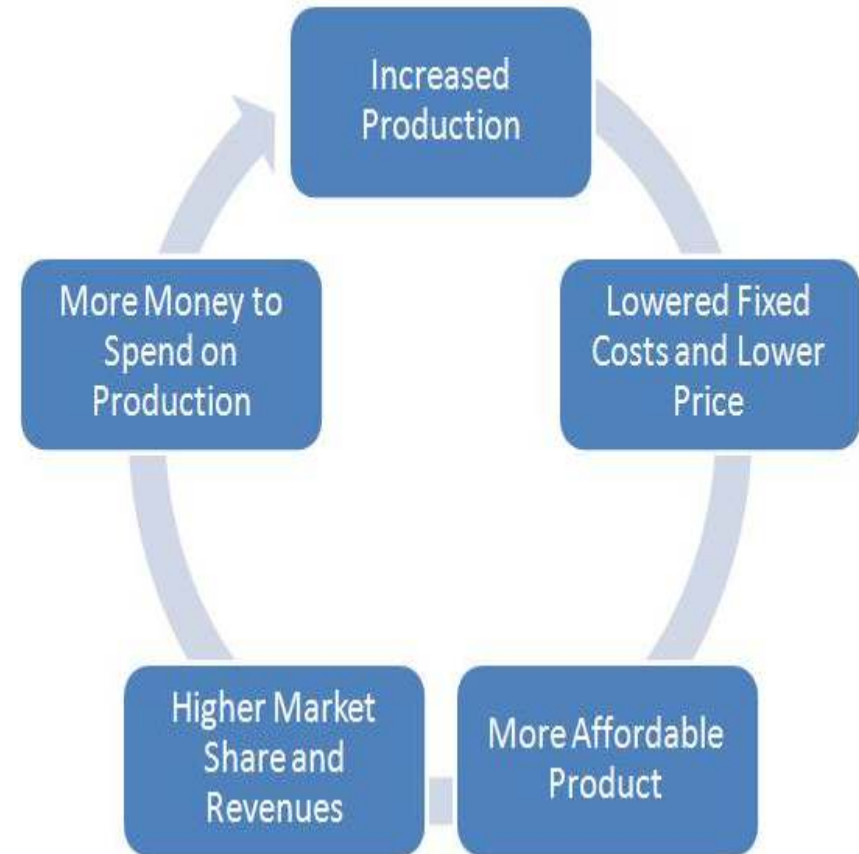 Increased
Production
Lowered Fixed
Costs and Lower
Price
More Affordable
Product
Higher Market
Share and
Revenues
More Money to
Spend on
Production